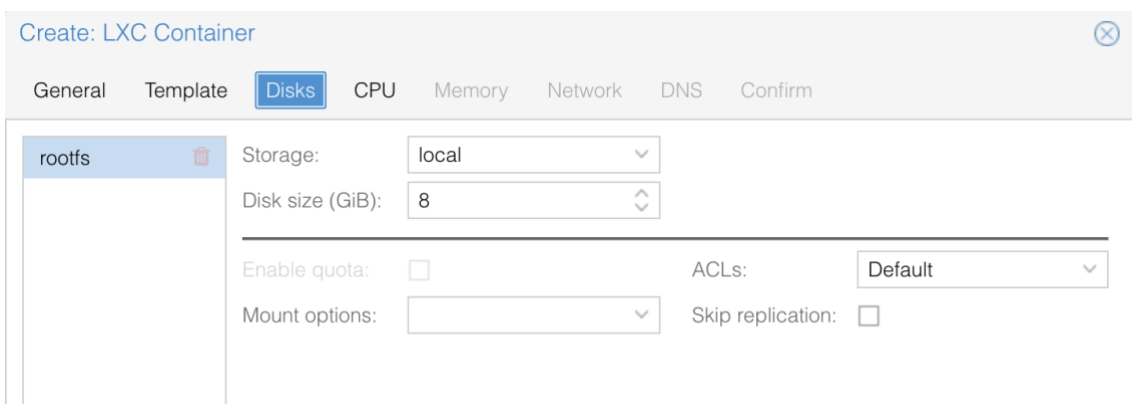 Create: LXC Container
General Template Disks CPU Memory Network DNS Confirm
rootfs
Storage: local
Disk size (GiB): 8
Enable quota: ACLs: Default
Mount options: Skip replication: